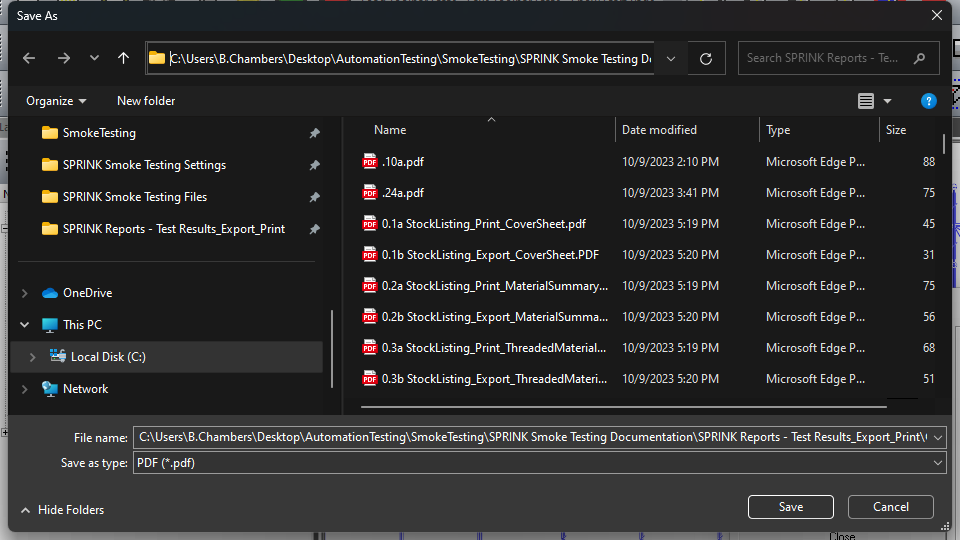 Save As
C:\Users\B.Chambers\Desktop\AutomationTesting\SmokeTesting\SPRINK Smoke Testing
Search SPRINK Reports - Te...
Organize
New folder
?
SmokeTesting
SPRINK Smoke Testing Settings
SPRINK Smoke Testing Files
SPRINK Reports - Test Results_Export_Print
OneDrive
This PC
Local Disk (C:)
Network
Name Date modified Type Size
.10a.pdf 10/9/2023 2:10 PM Microsoft Edge P... 88
.24a.pdf 10/9/2023 3:41 PM Microsoft Edge P... 75
0.1a StockListing_Print_CoverSheet.pdf 10/9/2023 5:19 PM Microsoft Edge P... 45
0.1b StockListing_Export_CoverSheet.PDF 10/9/2023 5:20 PM Microsoft Edge P... 31
0.2a StockListing_Print_MaterialSummary... 10/9/2023 5:19 PM Microsoft Edge P... 75
0.2b StockListing_Export_MaterialSumma... 10/9/2023 5:20 PM Microsoft Edge P... 56
0.3a StockListing_Print_ThreadedMaterial... 10/9/2023 5:19 PM Microsoft Edge P... 68
0.3b StockListing_Export_ThreadedMateri... 10/9/2023 5:20 PM Microsoft Edge P... 51
File name: C:\Users\B.Chambers\Desktop\AutomationTesting\SmokeTesting\SPRINK Smoke Testing Documentation\SPRINK Reports - Test Results_Export_Print\
Save as type: PDF (*.pdf)
Hide Folders
Save
Cancel
Close